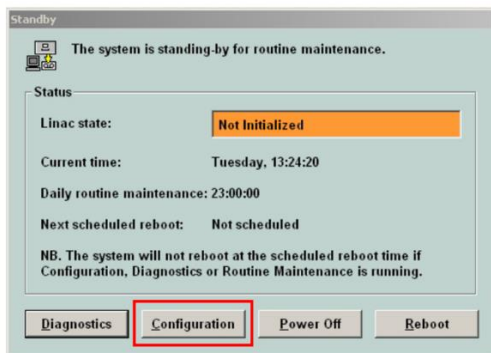 Standby
The system is standing-by for routine maintenance.
Status
Linac state: Not Initialized
Current time: Tuesday, 13:24:20
Daily routine maintenance: 23:00:00
Next scheduled reboot: Not scheduled
NB. The system will not reboot at the scheduled reboot time if
Configuration, Diagnostics or Routine Maintenance is running.
Diagnostics Configuration Power Off Reboot